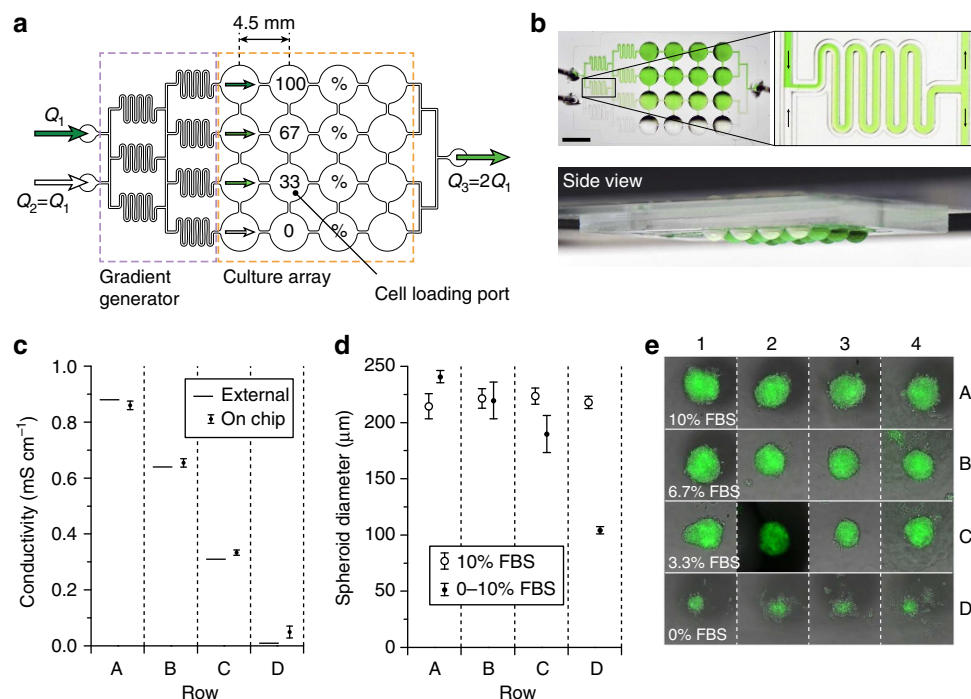 a
4.5 mm
100 %
Q1
67 %
33 %
Q2=Q1
Q3=2Q1
0 %
Gradient
generator
Culture array
Cell loading port
b
Side view
c
1.0
0.8
0.6
0.4
0.2
0.0
Conductivity (mS cm−1)
External
On chip
A B C D
Row
d
250
200
150
100
50
0
Spheroid diameter (μm)
10% FBS
0–10% FBS
A B C D
Row
e
1 2 3 4
A
10% FBS
B
6.7% FBS
C
3.3% FBS
D
0% FBS